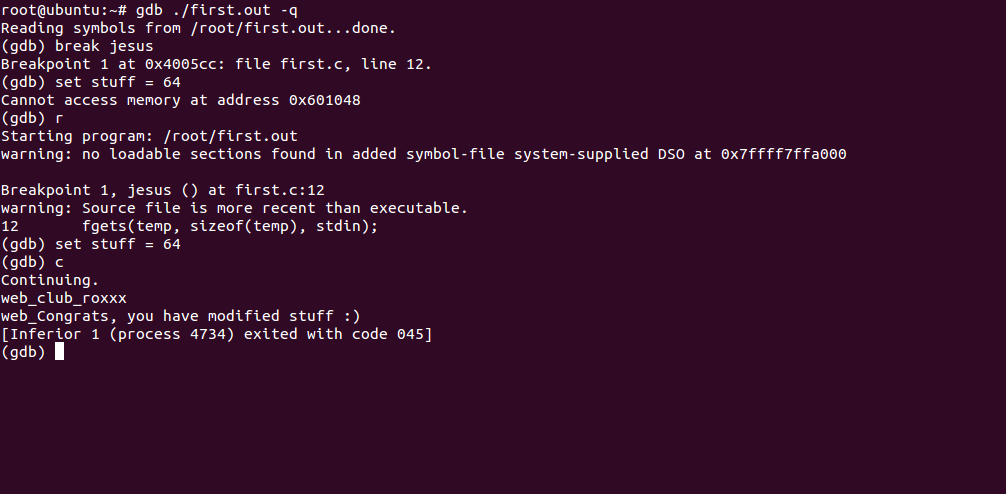 root@ubuntu:~# gdb ./first.out -q
Reading symbols from /root/first.out...done.
(gdb) break jesus
Breakpoint 1 at 0x4005cc: file first.c, line 12.
(gdb) set stuff = 64
Cannot access memory at address 0x601048
(gdb) r
Starting program: /root/first.out
warning: no loadable sections found in added symbol-file system-supplied DSO at 0x7ffff7ffa000
Breakpoint 1, jesus () at first.c:12
warning: Source file is more recent than executable.
12       fgets(temp, sizeof(temp), stdin);
(gdb) set stuff = 64
(gdb) c
Continuing.
web_club_roxxx
web_Congrats, you have modified stuff :)
[Inferior 1 (process 4734) exited with code 045]
(gdb)